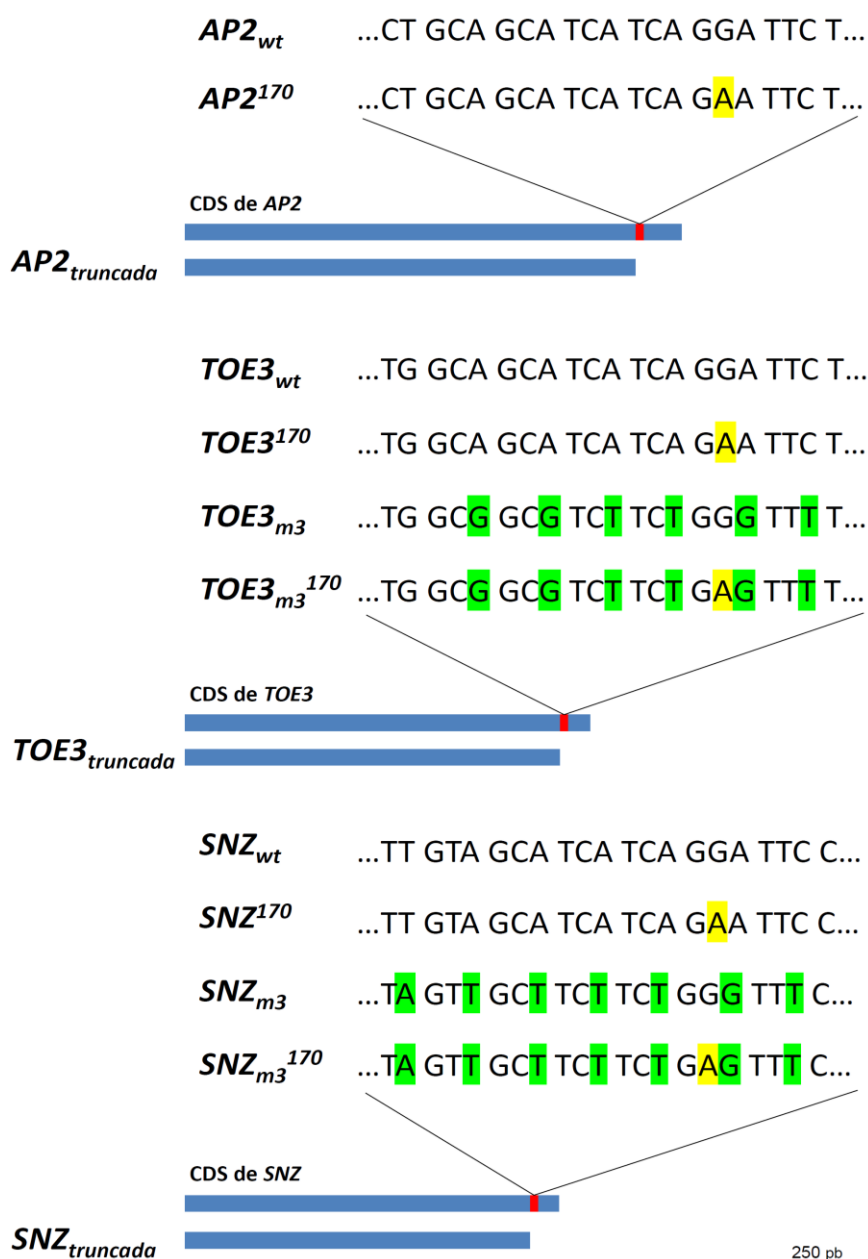 AP2wt ...CT GCA GCA TCA TCA GGA TTC T...
AP2170 ...CT GCA GCA TCA TCA GAA TTC T...
CDS de AP2
AP2truncada
TOE3wt ...TG GCA GCA TCA TCA GGA TTC T...
TOE3170 ...TG GCA GCA TCA TCA GAA TTC T...
TOE3m3 ...TG GCG GCG TCT TCT GGG TTT T...
TOE3m3170 ...TG GCG GCG TCT TCT GAG TTT T...
CDS de TOE3
TOE3truncada
SNZwt ...TT GTA GCA TCA TCA GGA TTC C...
SNZ170 ...TT GTA GCA TCA TCA GAA TTC C...
SNZm3 ...TA GTT GCT TCT TCT GGG TTT C...
SNZm3170 ...TA GTT GCT TCT TCT GAG TTT C...
CDS de SNZ
SNZtruncada
250 pb